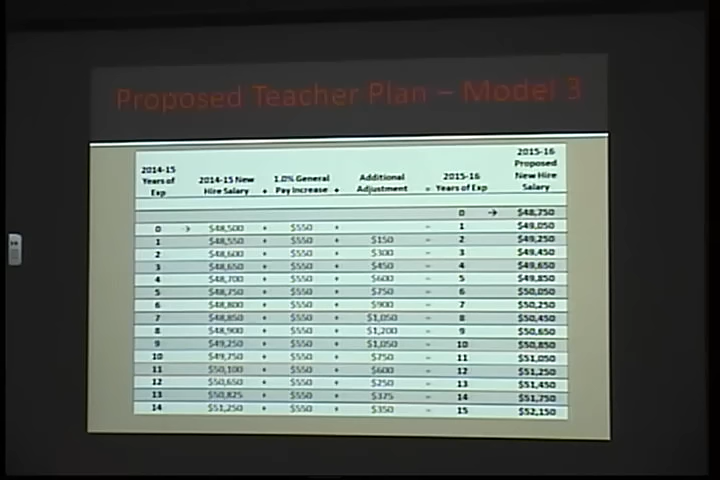 Proposed Teacher Plan – Model 3
2014-15 Years of Exp 2014-15 New Hire Salary + 1.0% General Pay Increase + Additional Adjustment = 2015-16 Years of Exp 2015-16 Proposed New Hire Salary
0 → $48,750
0 → $48,500 + $550 + = 1 $49,050
1 $48,550 + $550 + $150 = 2 $49,250
2 $48,600 + $550 + $300 = 3 $49,450
3 $48,650 + $550 + $450 = 4 $49,650
4 $48,700 + $550 + $600 = 5 $49,850
5 $48,750 + $550 + $750 = 6 $50,050
6 $48,800 + $550 + $900 = 7 $50,250
7 $48,850 + $550 + $1,050 = 8 $50,450
8 $48,900 + $550 + $1,200 = 9 $50,650
9 $49,250 + $550 + $1,050 = 10 $50,850
10 $49,750 + $550 + $750 = 11 $51,050
11 $50,100 + $550 + $600 = 12 $51,250
12 $50,650 + $550 + $250 = 13 $51,450
13 $50,825 + $550 + $375 = 14 $51,750
14 $51,250 + $550 + $350 = 15 $52,150